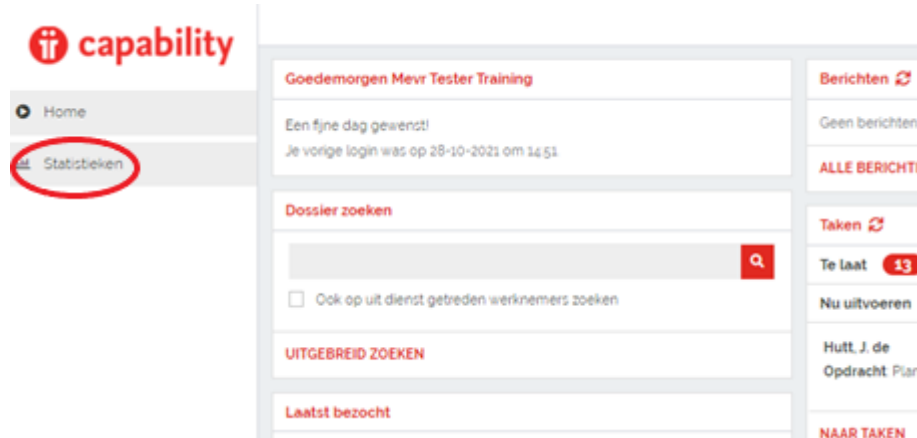 capability
Home
Statistieken
Goedemorgen Mevr Tester Training
Een fijne dag gewenst!
Je vorige login was op 28-10-2021 om 14:51
Dossier zoeken
Ook op uit dienst getreden werknemers zoeken
UITGEBREID ZOEKEN
Laatst bezocht
Berichten
Geen berichten
ALLE BERICHT
Taken
Te laat 13
Nu uitvoeren
Hutt, J. de
Opdracht Plan
NAAR TAKEN